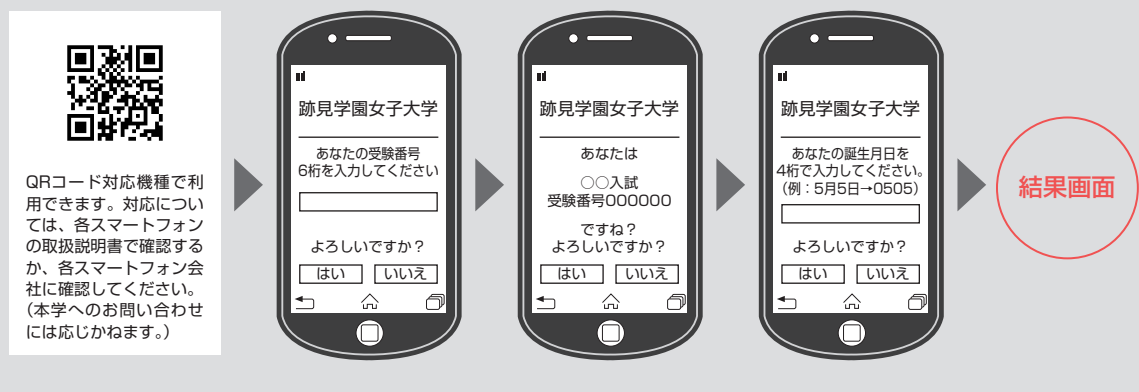 QRコード対応機種で利
用できます。対応につい
ては、各スマートフォン
の取扱説明書で確認する
か、各スマートフォン会
社に確認してください。
(本学へのお問い合わせ
には応じかねます。)
跡見学園女子大学
あなたの受験番号
6桁を入力してください
よろしいですか？
はい いいえ
跡見学園女子大学
あなたは
○○入試
受験番号000000
ですね？
よろしいですか？
はい いいえ
跡見学園女子大学
あなたの誕生月日を
4桁で入力してください。
(例：5月5日→0505)
よろしいですか？
はい いいえ
結果画面